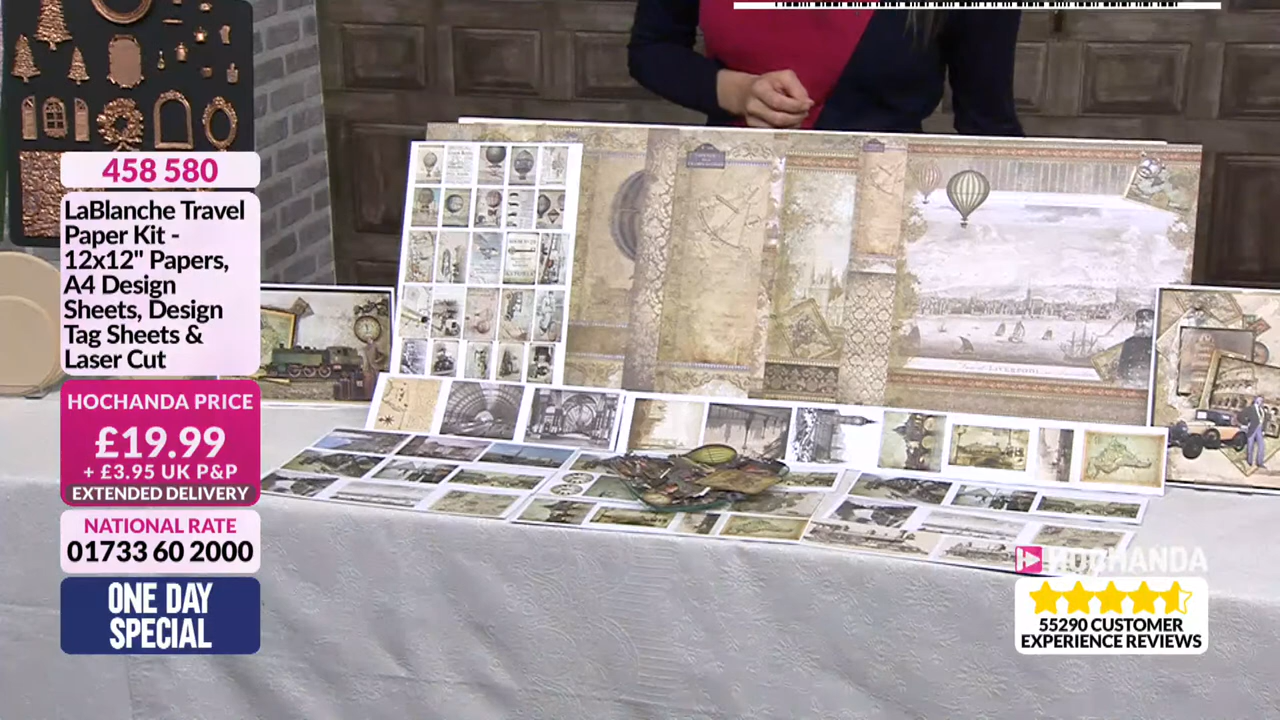 458 580
LaBlanche Travel
Paper Kit -
12x12" Papers,
A4 Design
Sheets, Design
Tag Sheets &
Laser Cut
HOCHANDA PRICE
£19.99
+ £3.95 UK P&P
EXTENDED DELIVERY
NATIONAL RATE
01733 60 2000
ONE DAY
SPECIAL
LIVERPOOL
HOCHANDA
55290 CUSTOMER
EXPERIENCE REVIEWS